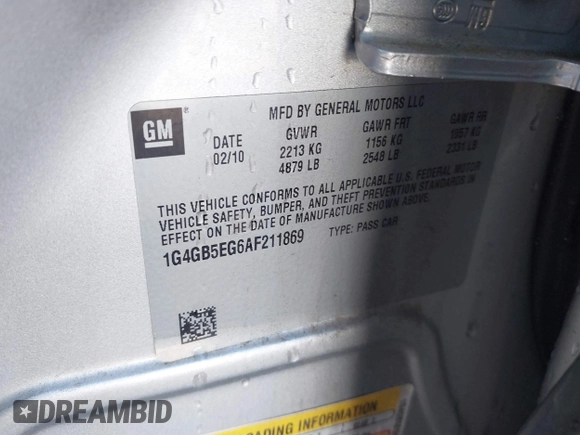 MFD BY GENERAL MOTORS LLC
GM
DATE GVWR GAWR FRT GAWR RR
02/10 2213 KG 1156 KG 1057 KG
4879 LB 2548 LB 2331 LB
THIS VEHICLE CONFORMS TO ALL APPLICABLE U.S. FEDERAL MOTOR
VEHICLE SAFETY, BUMPER, AND THEFT PREVENTION STANDARDS IN
EFFECT ON THE DATE OF MANUFACTURE SHOWN ABOVE.
1G4GB5EG6AF211869 TYPE: PASS CAR
LOADING INFORMATION
DREAMBID